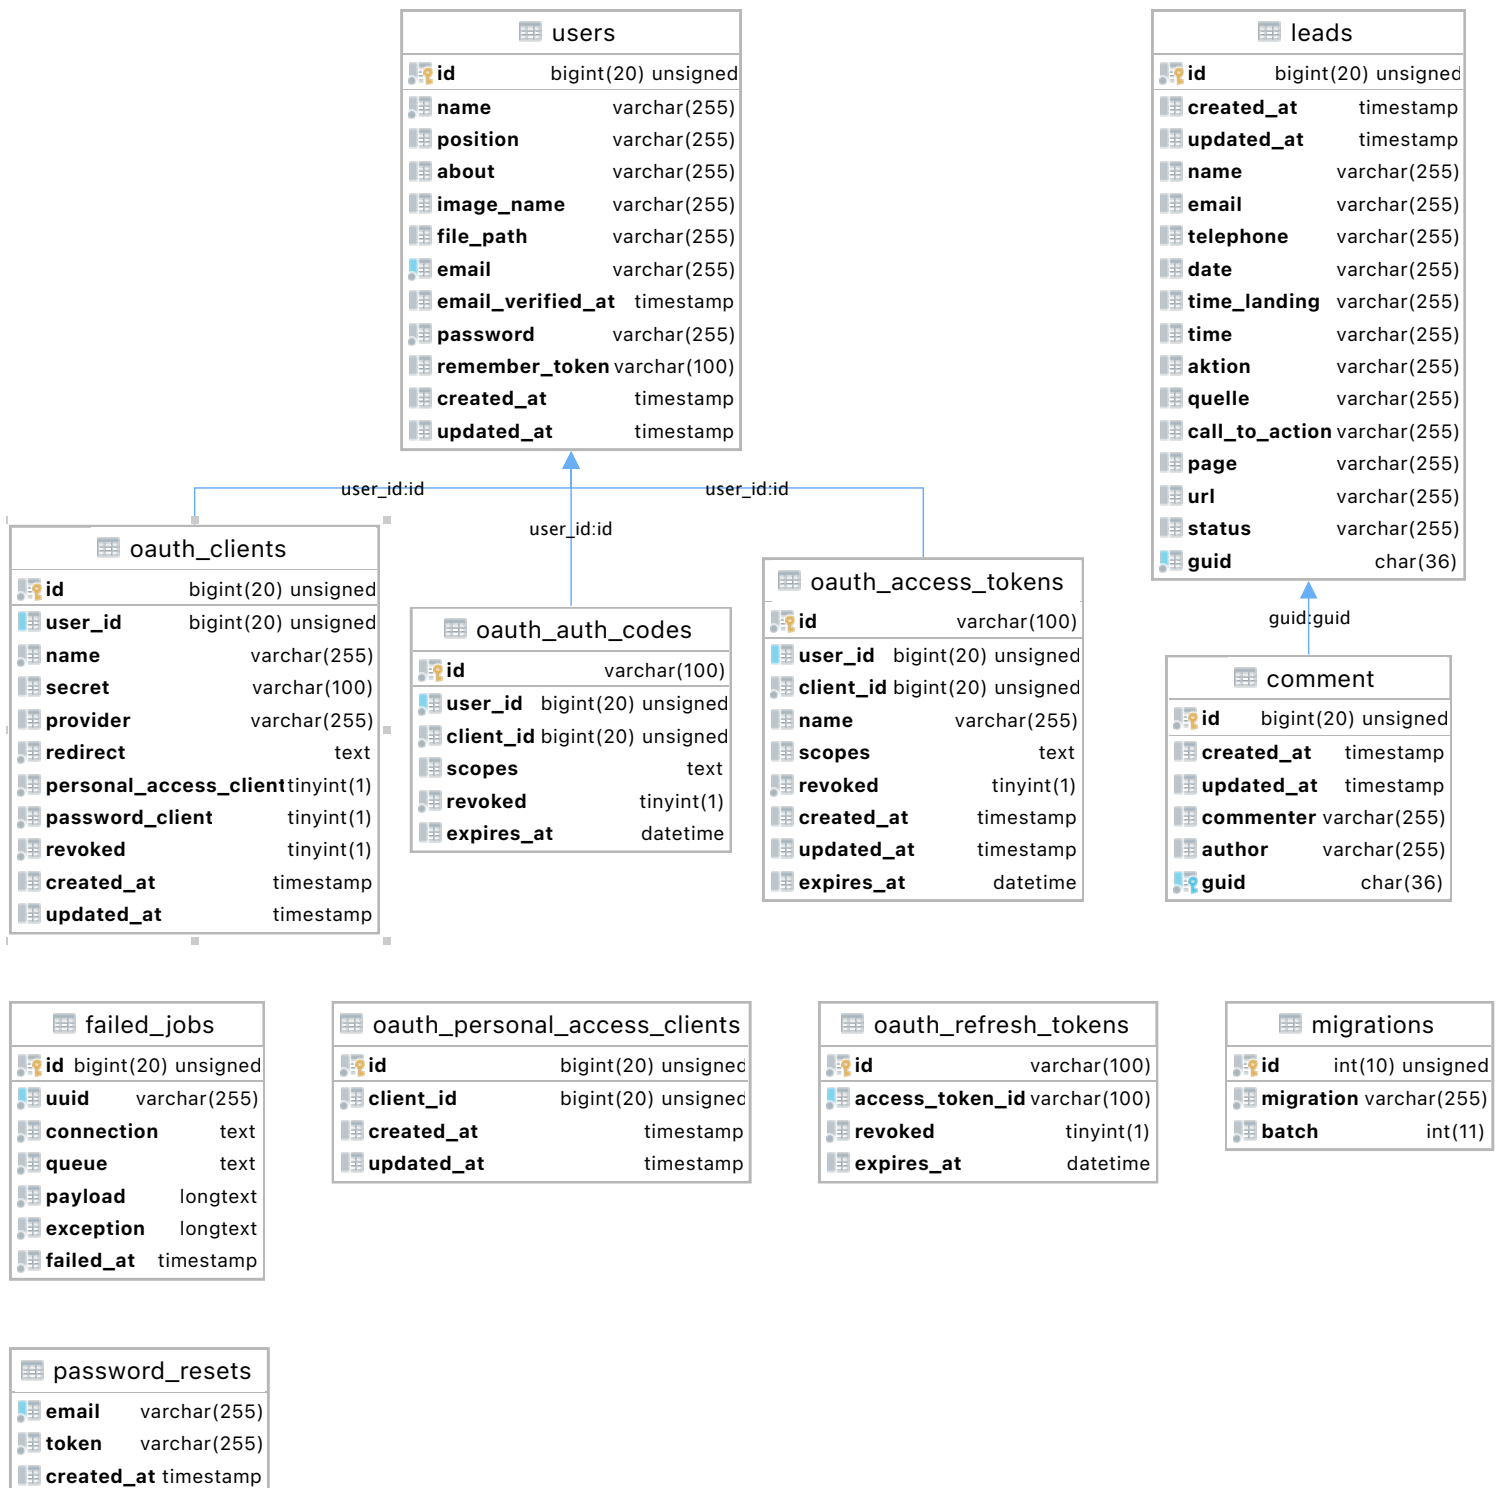 users
id bigint(20) unsigned
name varchar(255)
position varchar(255)
about varchar(255)
image_name varchar(255)
file_path varchar(255)
email varchar(255)
email_verified_at timestamp
password varchar(255)
remember_token varchar(100)
created_at timestamp
updated_at timestamp
leads
id bigint(20) unsigned
created_at timestamp
updated_at timestamp
name varchar(255)
email varchar(255)
telephone varchar(255)
date varchar(255)
time_landing varchar(255)
time varchar(255)
aktion varchar(255)
quelle varchar(255)
call_to_action varchar(255)
page varchar(255)
url varchar(255)
status varchar(255)
guid char(36)
user_id:id
user_id:id
user_id:id
guid:guid
oauth_clients
id bigint(20) unsigned
user_id bigint(20) unsigned
name varchar(255)
secret varchar(100)
provider varchar(255)
redirect text
personal_access_client tinyint(1)
password_client tinyint(1)
revoked tinyint(1)
created_at timestamp
updated_at timestamp
oauth_auth_codes
id varchar(100)
user_id bigint(20) unsigned
client_id bigint(20) unsigned
scopes text
revoked tinyint(1)
expires_at datetime
oauth_access_tokens
id varchar(100)
user_id bigint(20) unsigned
client_id bigint(20) unsigned
name varchar(255)
scopes text
revoked tinyint(1)
created_at timestamp
updated_at timestamp
expires_at datetime
comment
id bigint(20) unsigned
created_at timestamp
updated_at timestamp
commenter varchar(255)
author varchar(255)
guid char(36)
failed_jobs
id bigint(20) unsigned
uuid varchar(255)
connection text
queue text
payload longtext
exception longtext
failed_at timestamp
oauth_personal_access_clients
id bigint(20) unsigned
client_id bigint(20) unsigned
created_at timestamp
updated_at timestamp
oauth_refresh_tokens
id varchar(100)
access_token_id varchar(100)
revoked tinyint(1)
expires_at datetime
migrations
id int(10) unsigned
migration varchar(255)
batch int(11)
password_resets
email varchar(255)
token varchar(255)
created_at timestamp